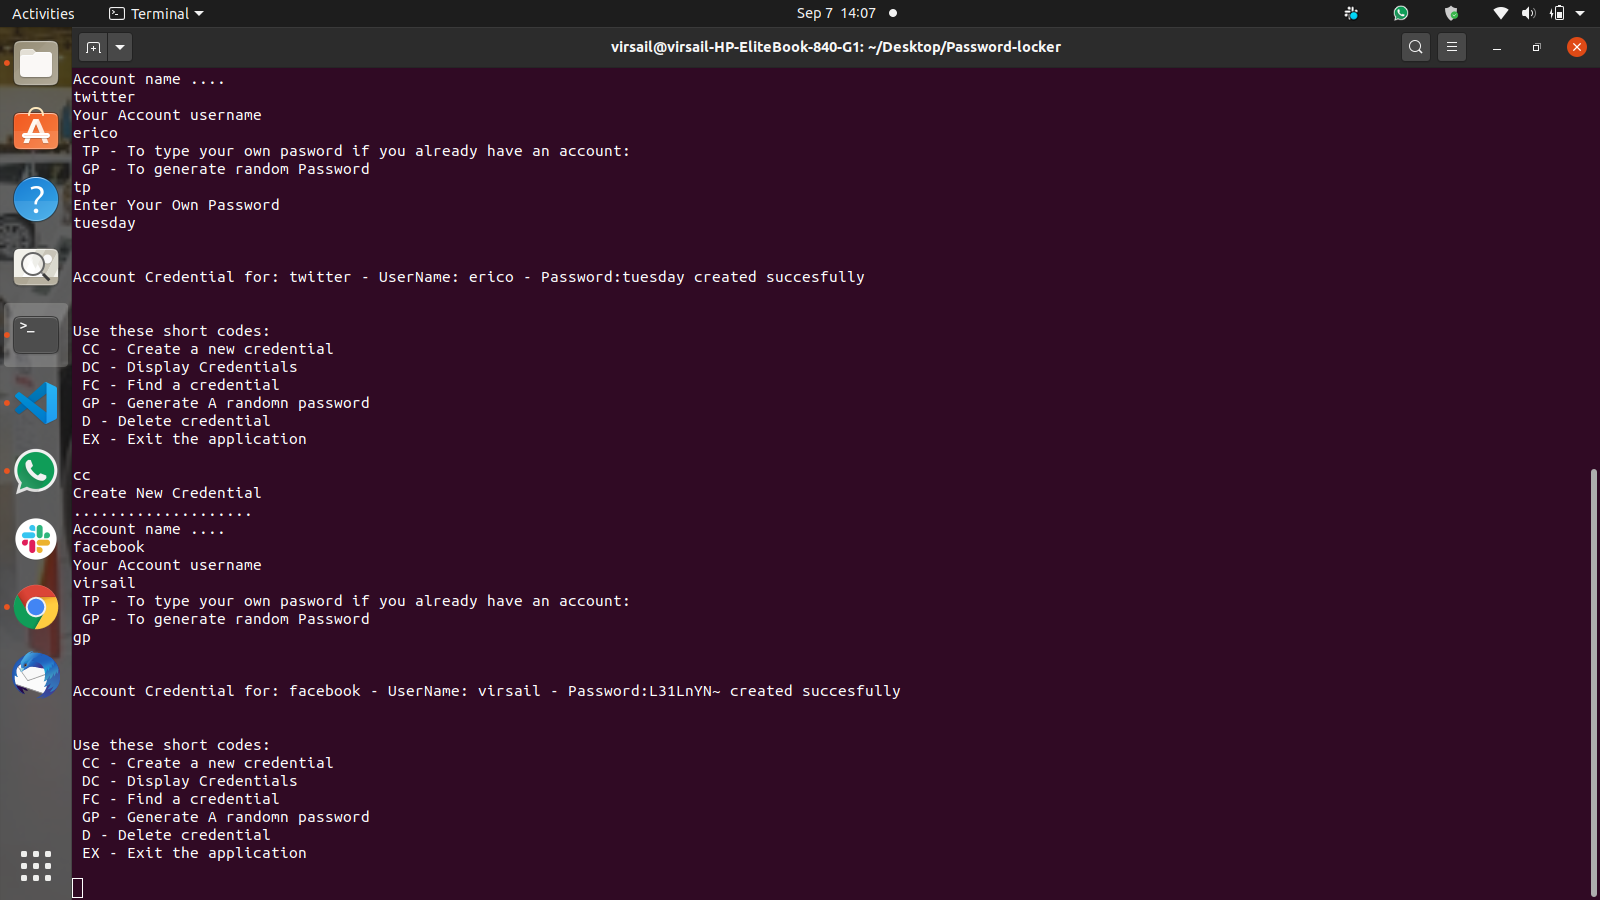 Activities
Terminal
Sep 7 14:07
virsail@virsail-HP-EliteBook-840-G1: ~/Desktop/Password-locker
Account name ....
twitter
Your Account username
erico
TP - To type your own pasword if you already have an account:
GP - To generate random Password
tp
Enter Your Own Password
tuesday
Account Credential for: twitter - UserName: erico - Password:tuesday created succesfully
Use these short codes:
CC - Create a new credential
DC - Display Credentials
FC - Find a credential
GP - Generate A randomn password
D - Delete credential
EX - Exit the application
cc
Create New Credential
....................
Account name ....
facebook
Your Account username
virsail
TP - To type your own pasword if you already have an account:
GP - To generate random Password
gp
Account Credential for: facebook - UserName: virsail - Password:L31LnYN~ created succesfully
Use these short codes:
CC - Create a new credential
DC - Display Credentials
FC - Find a credential
GP - Generate A randomn password
D - Delete credential
EX - Exit the application